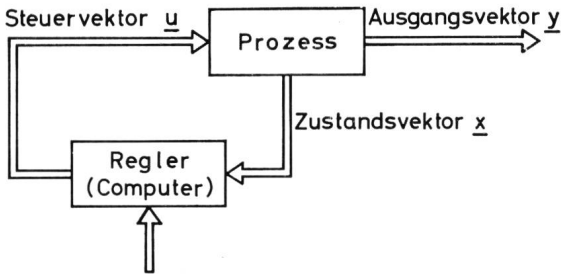 Steuervektor u
Prozess
Ausgangsvektor y
Zustandsvektor x
Regler
(Computer)